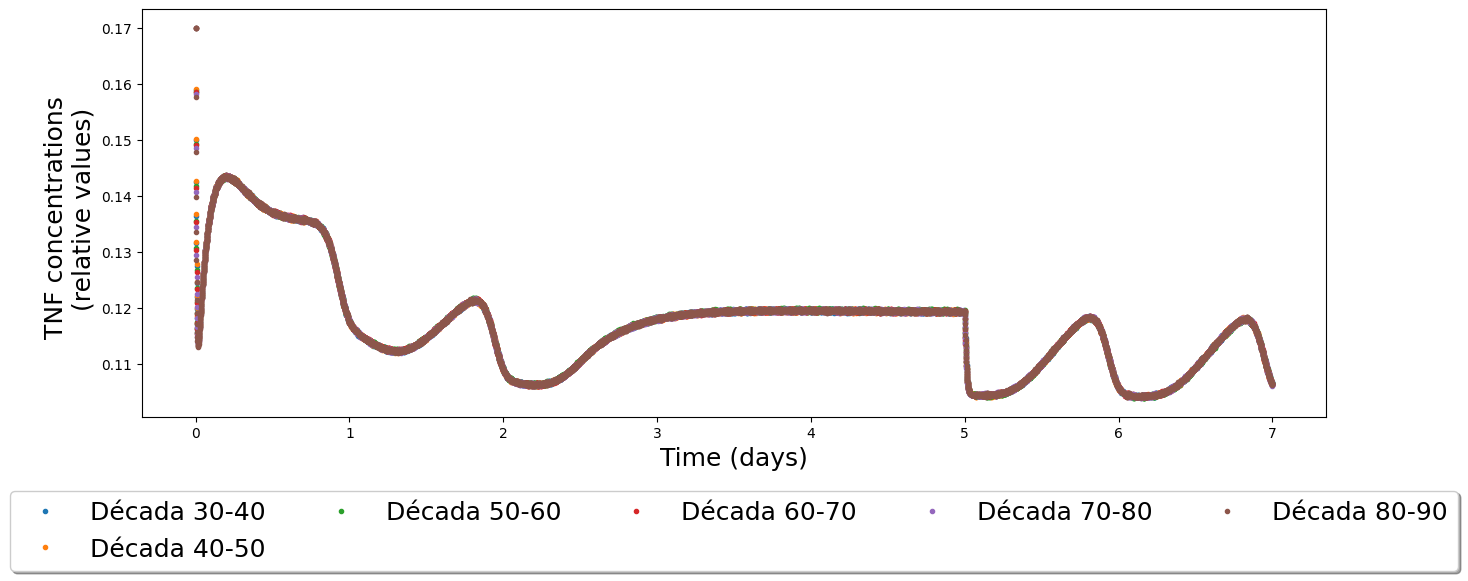 0.17
0.16
0.15
0.14
0.13
0.12
0.11
TNF concentrations
(relative values)
0 1 2 3 4 5 6 7
Time (days)
Década 30-40 Década 50-60 Década 60-70 Década 70-80 Década 80-90
Década 40-50